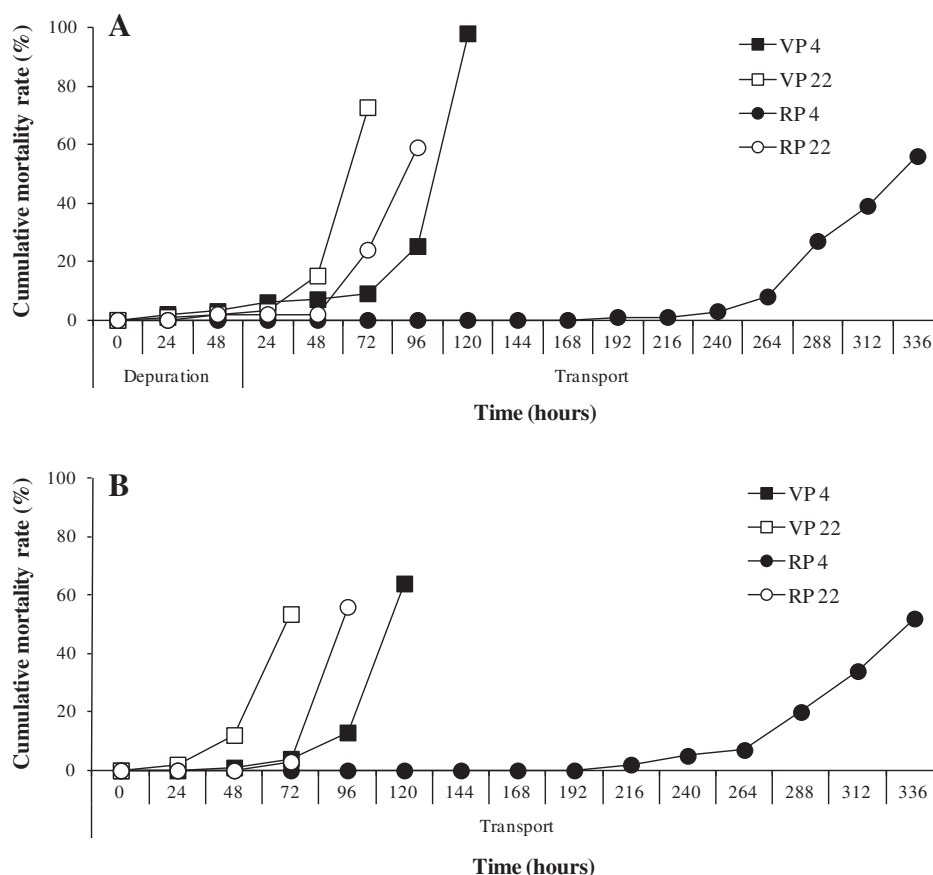 A
100
80
60
40
20
0
Cumulative mortality rate (%)
VP 4
VP 22
RP 4
RP 22
0 24 48 24 48 72 96 120 144 168 192 216 240 264 288 312 336
Depuration Transport
Time (hours)
B
100
80
60
40
20
0
Cumulative mortality rate (%)
VP 4
VP 22
RP 4
RP 22
0 24 48 72 96 120 144 168 192 216 240 264 288 312 336
Transport
Time (hours)